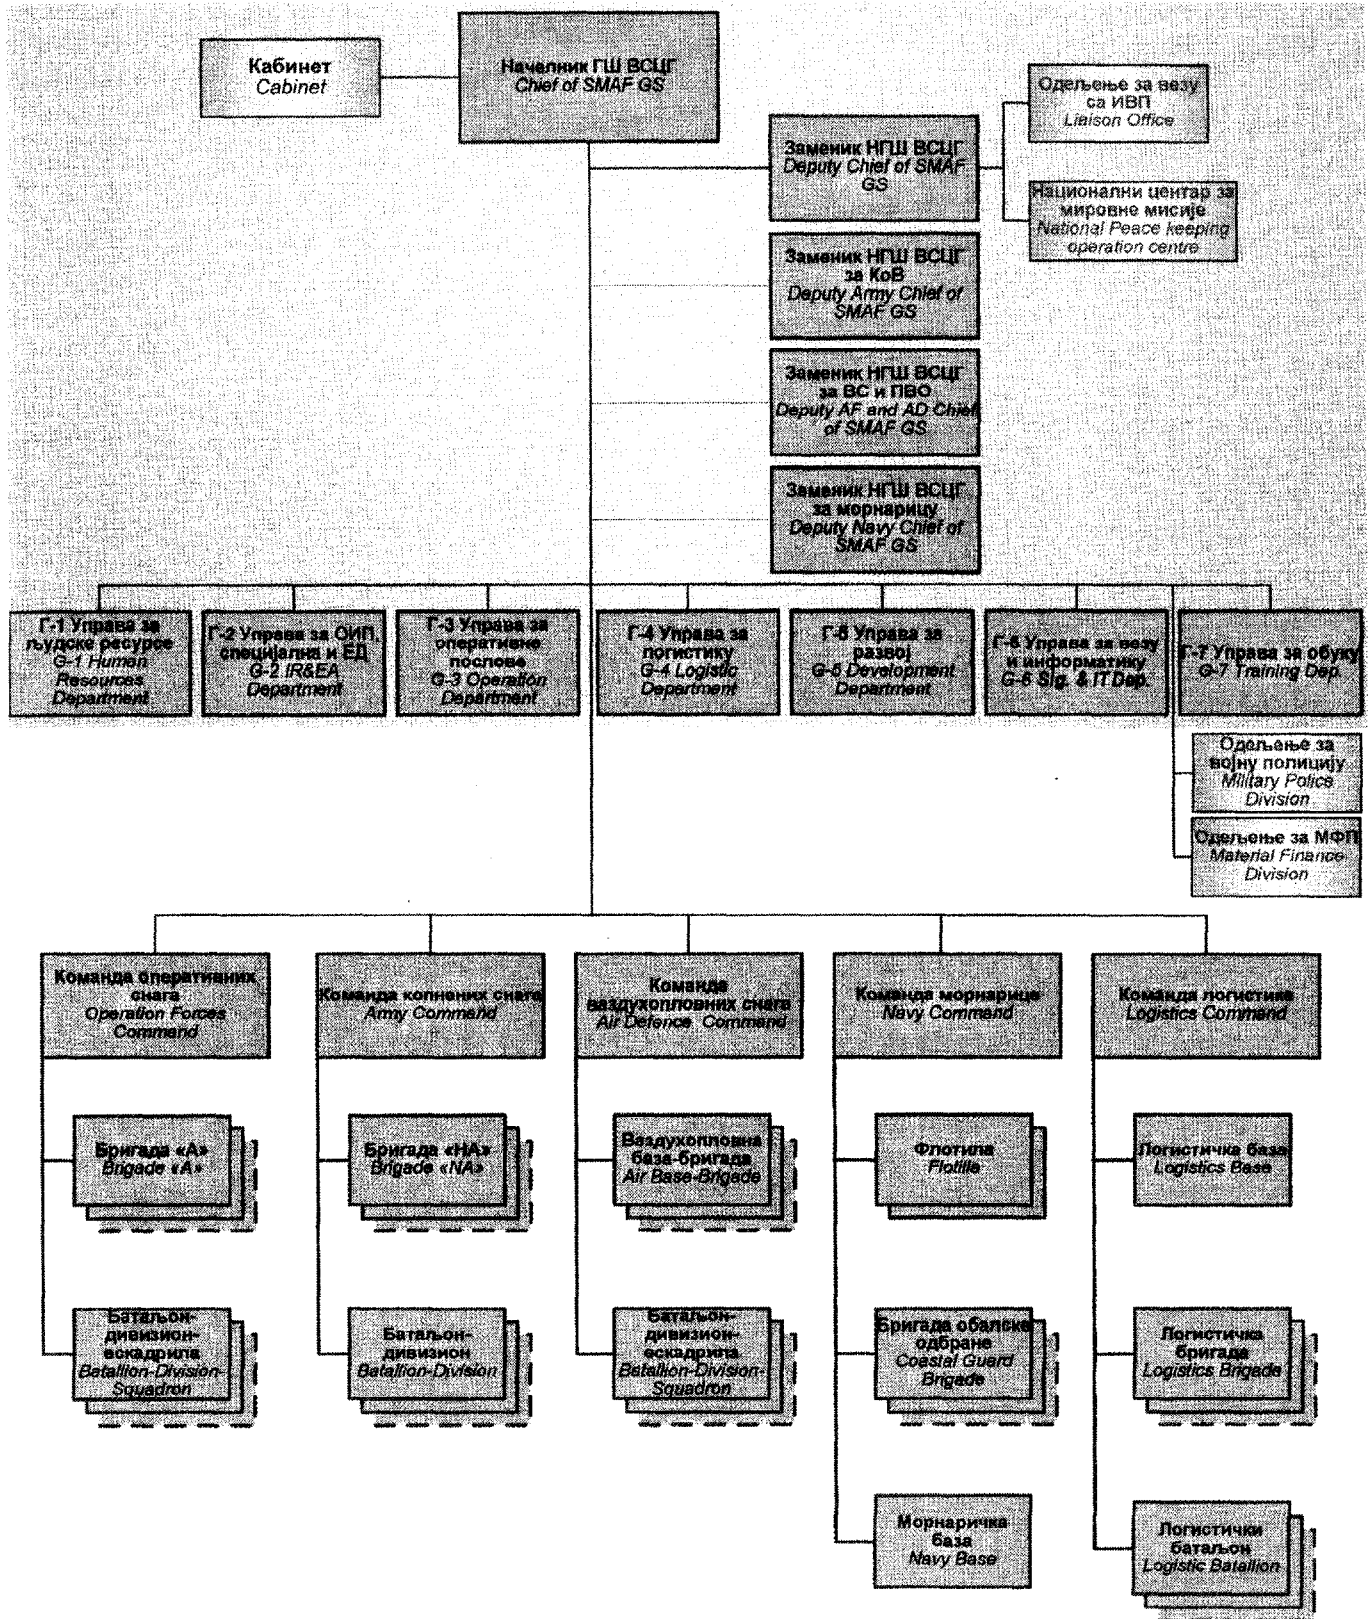 Кабинет
Cabinet
Начелник ГШ ВСЦГ
Chief of SMAF GS
Одељење за везу
са ИВП
Liaison Office
Заменик НГШ ВСЦГ
Deputy Chief of SMAF
GS
Национални центар за
мировне мисије
National Peace keeping
operation centre
Заменик НГШ ВСЦГ
за КоВ
Deputy Army Chief of
SMAF GS
Заменик НГШ ВСЦГ
за ВС и ПВО
Deputy AF and AD Chief
of SMAF GS
Заменик НГШ ВСЦГ
за морнарицу
Deputy Navy Chief of
SMAF GS
Г-1 Управа за
људске ресурсе
G-1 Human
Resources
Department
Г-2 Управа за ОИП,
специјална и ЕД
G-2 IR&EA
Department
Г-3 Управа за
оперативне
послове
G-3 Operation
Department
Г-4 Управа за
логистику
G-4 Logistic
Department
Г-5 Управа за
развој
G-5 Development
Department
Г-6 Управа за везу
и информатику
G-6 Sig. & IT Dep.
Г-7 Управа за обуку
G-7 Training Dep.
Одељење за
војну полицију
Military Police
Division
Одељење за МФП
Material Finance
Division
Команда оперативних
снага
Operation Forces
Command
Команда копнених снага
Army Command
Команда
ваздухопловних снага
Air Defence Command
Команда морнарице
Navy Command
Команда логистике
Logistics Command
Бригада «А»
Brigade «A»
Бригада «НА»
Brigade «NA»
Ваздухопловна
база-бригада
Air Base-Brigade
Флотила
Flotilla
Логистичка база
Logistics Base
Батаљон-
дивизион-
ескадрила
Batallion-Division-
Squadron
Батаљон-
дивизион
Batallion-Division
Батаљон-
дивизион-
ескадрила
Batallion-Division-
Squadron
Бригада обалске
одбране
Coastal Guard
Brigade
Логистичка
бригада
Logistics Brigade
Морнаричка
база
Navy Base
Логистички
батаљон
Logistic Batallion